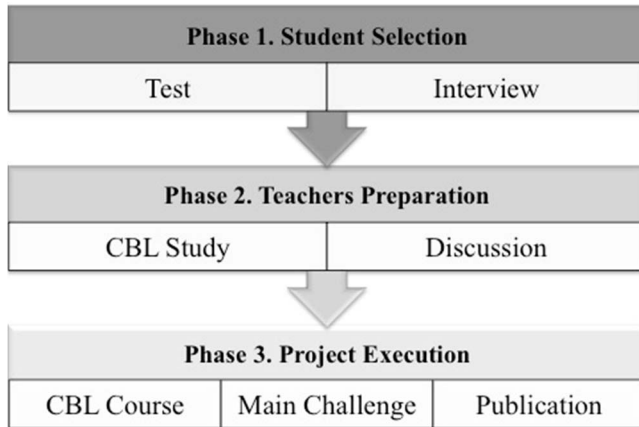 Phase 1. Student Selection
Test Interview
Phase 2. Teachers Preparation
CBL Study Discussion
Phase 3. Project Execution
CBL Course Main Challenge Publication